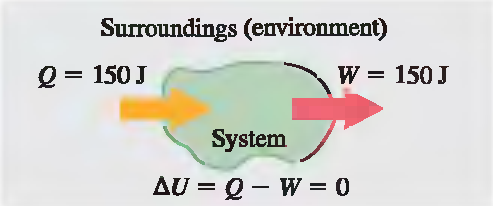 Surroundings (environment)
Q = 150 J
W = 150 J
System
ΔU = Q − W = 0